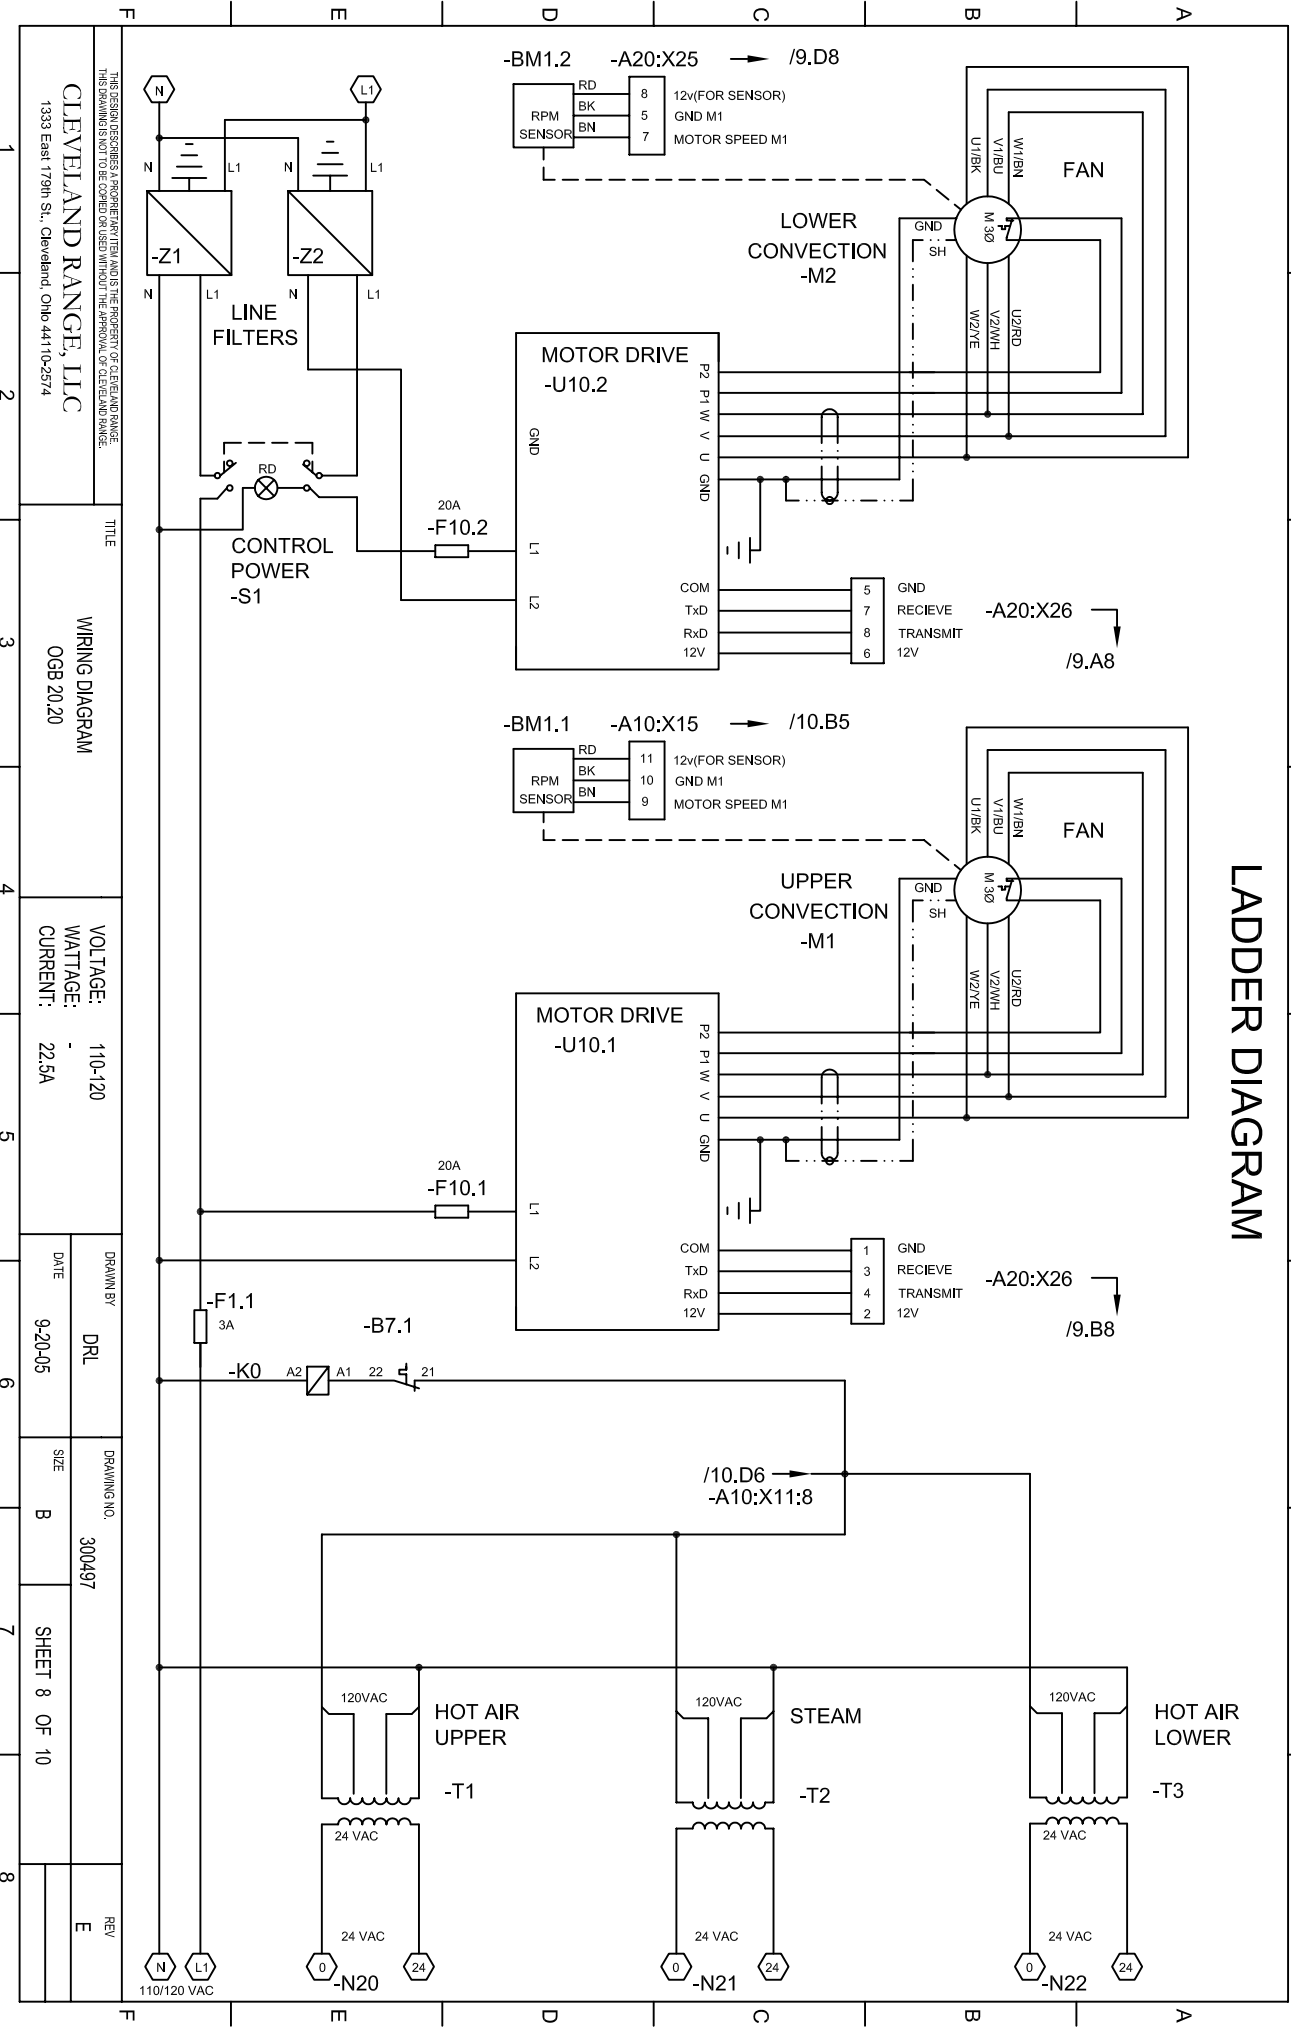 LADDER DIAGRAM
A
B
C
D
E
F
-BM1.2
-A20:X25
/9.D8
RD
BK
BN
RPM
SENSOR
8
5
7
12v(FOR SENSOR)
GND M1
MOTOR SPEED M1
U1/BK
V1/BU
W1/BN
FAN
M 3Ø
GND
SH
LOWER
CONVECTION
-M2
W2/YE
V2/WH
U2/RD
N
L1
N
L1
N
L1
-Z1
-Z2
N
L1
N
L1
LINE
FILTERS
MOTOR DRIVE
-U10.2
P2
P1
W
V
U
GND
GND
L1
L2
RD
CONTROL
POWER
-S1
20A
-F10.2
COM
TxD
RxD
12V
5
7
8
6
GND
RECIEVE
TRANSMIT
12V
-A20:X26
/9.A8
-BM1.1
-A10:X15
/10.B5
RD
BK
BN
RPM
SENSOR
11
10
9
12v(FOR SENSOR)
GND M1
MOTOR SPEED M1
U1/BK
V1/BU
W1/BN
FAN
M 3Ø
GND
SH
UPPER
CONVECTION
-M1
W2/YE
V2/WH
U2/RD
MOTOR DRIVE
-U10.1
P2
P1
W
V
U
GND
L1
L2
20A
-F10.1
COM
TxD
RxD
12V
1
3
4
2
GND
RECIEVE
TRANSMIT
12V
-A20:X26
/9.B8
-F1.1
3A
-B7.1
-K0
A2
A1
22
21
/10.D6
-A10:X11:8
120VAC
HOT AIR
UPPER
-T1
24 VAC
24 VAC
0
24
-N20
120VAC
STEAM
-T2
24 VAC
24 VAC
0
24
-N21
120VAC
HOT AIR
LOWER
-T3
24 VAC
24 VAC
0
24
-N22
N
L1
110/120 VAC
THIS DESIGN DESCRIBES A PROPRIETARY ITEM AND IS THE PROPERTY OF CLEVELAND RANGE.
THIS DRAWING IS NOT TO BE COPIED OR USED WITHOUT THE APPROVAL OF CLEVELAND RANGE.
CLEVELAND RANGE, LLC
1333 East 179th St., Cleveland, Ohio 44110-2574
TITLE
WIRING DIAGRAM
OGB 20.20
VOLTAGE: 110-120
WATTAGE: -
CURRENT: 22.5A
DRAWN BY
DRL
DATE
9-20-05
DRAWING NO.
300497
SIZE
B
SHEET 8 OF 10
REV
E
1
2
3
4
5
6
7
8
A
B
C
D
E
F